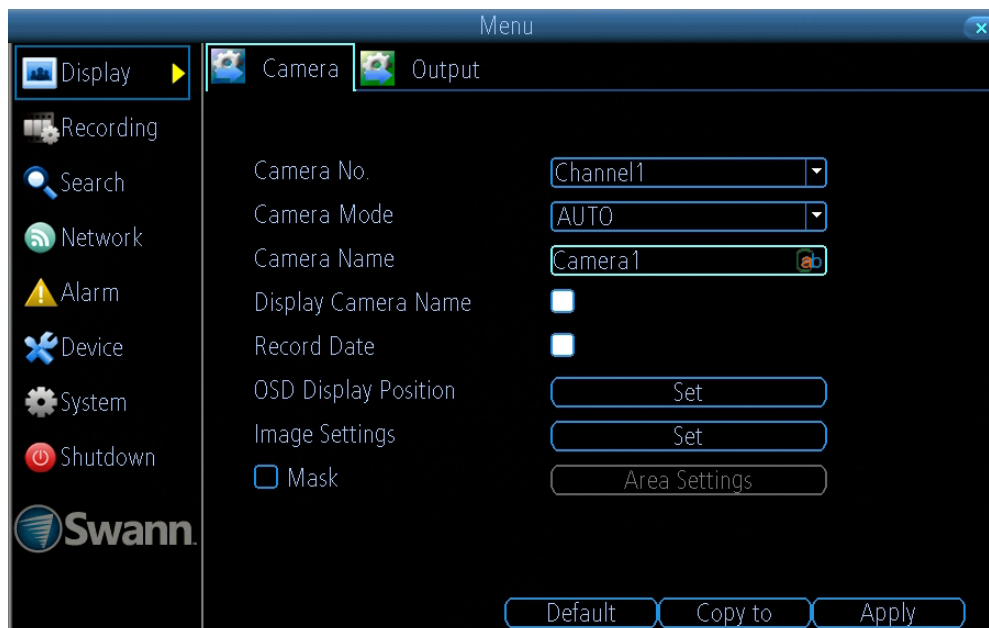 Menu
Display
Recording
Search
Network
Alarm
Device
System
Shutdown
Swann
Camera Output
Camera No. Channel1
Camera Mode AUTO
Camera Name Camera1 ab
Display Camera Name
Record Date
OSD Display Position Set
Image Settings Set
Mask Area Settings
Default Copy to Apply